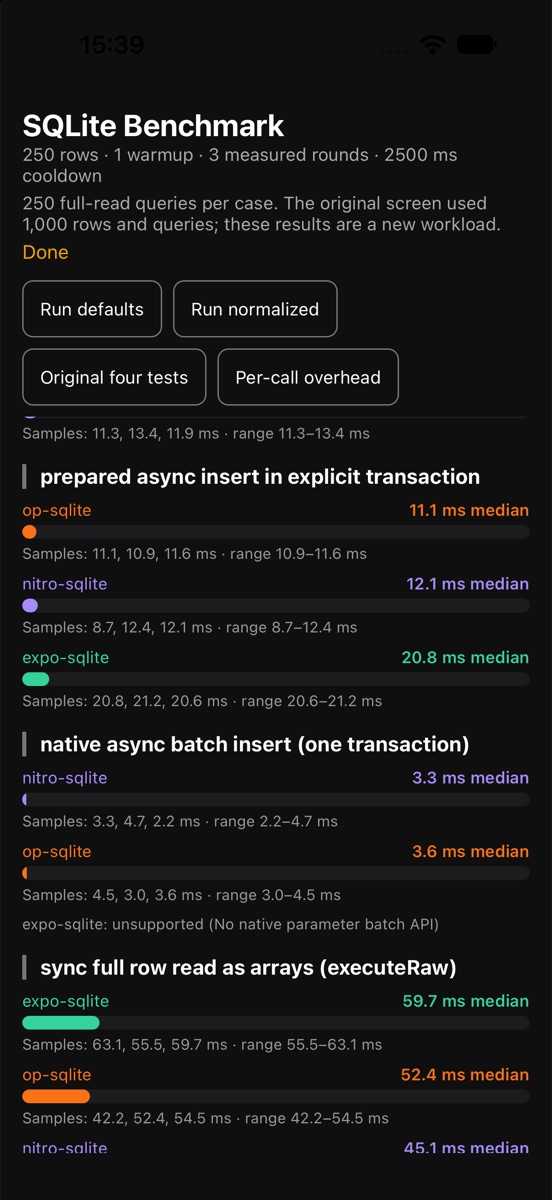 15:39
SQLite Benchmark
250 rows · 1 warmup · 3 measured rounds · 2500 ms
cooldown
250 full-read queries per case. The original screen used
1,000 rows and queries; these results are a new workload.
Done
Run defaults
Run normalized
Original four tests
Per-call overhead
Samples: 11.3, 13.4, 11.9 ms · range 11.3–13.4 ms
prepared async insert in explicit transaction
op-sqlite 11.1 ms median
Samples: 11.1, 10.9, 11.6 ms · range 10.9–11.6 ms
nitro-sqlite 12.1 ms median
Samples: 8.7, 12.4, 12.1 ms · range 8.7–12.4 ms
expo-sqlite 20.8 ms median
Samples: 20.8, 21.2, 20.6 ms · range 20.6–21.2 ms
native async batch insert (one transaction)
nitro-sqlite 3.3 ms median
Samples: 3.3, 4.7, 2.2 ms · range 2.2–4.7 ms
op-sqlite 3.6 ms median
Samples: 4.5, 3.0, 3.6 ms · range 3.0–4.5 ms
expo-sqlite: unsupported (No native parameter batch API)
sync full row read as arrays (executeRaw)
expo-sqlite 59.7 ms median
Samples: 63.1, 55.5, 59.7 ms · range 55.5–63.1 ms
op-sqlite 52.4 ms median
Samples: 42.2, 52.4, 54.5 ms · range 42.2–54.5 ms
nitro-sqlite 45.1 ms median